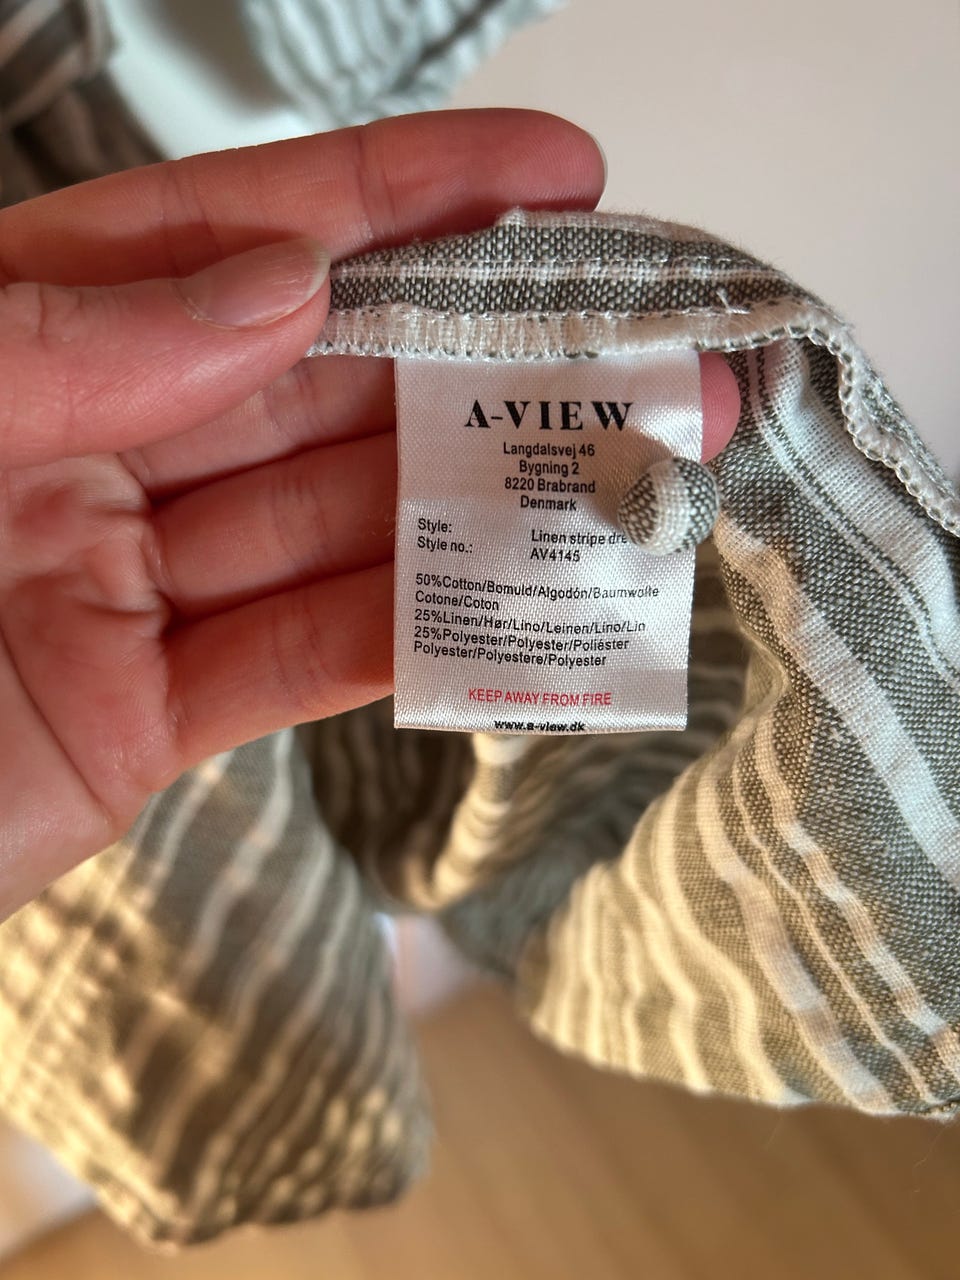 A-VIEW
Langdalsvej 46
Bygning 2
8220 Brabrand
Denmark
Style: Linen stripe
Style no.: AV4145
50%Cotton/Bomuld/Algodón/Baumwolle
Cotone/Coton
25%Linen/Hør/Lino/Leinen/Lino/Lin
25%Polyester/Polyester/Poliéster
Polyester/Polyestere/Polyester
KEEP AWAY FROM FIRE
www.a-view.dk